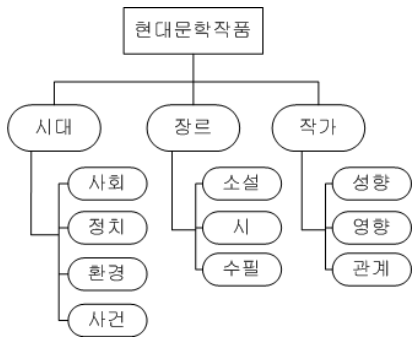 현대문학작품
시대
장르
작가
사회
정치
환경
사건
소설
시
수필
성향
영향
관계